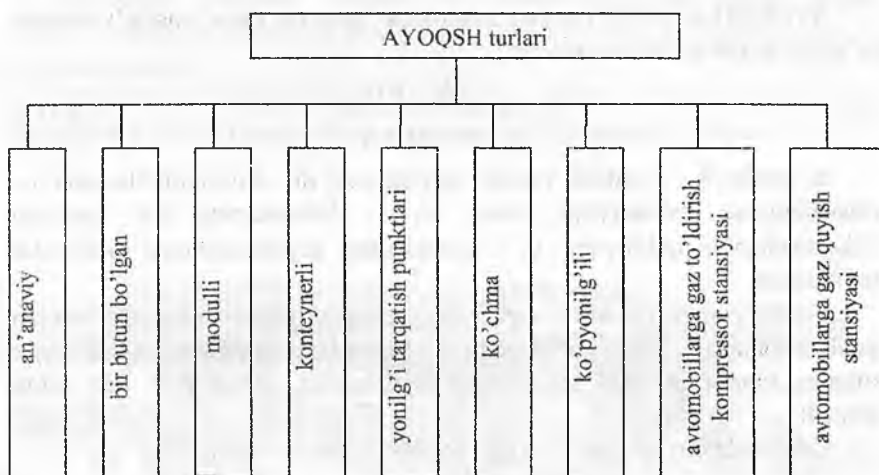 AYOQSH turlari
an'anaviy
bir butun bo'lgan
modulli
konteynerli
yonilg'i tarqatish punktlari
ko'chma
ko'pyonilg'ili
avtomobillarga gaz to'ldirish
kompressor stansiyasi
avtomobillarga gaz quyish
stansiyasi